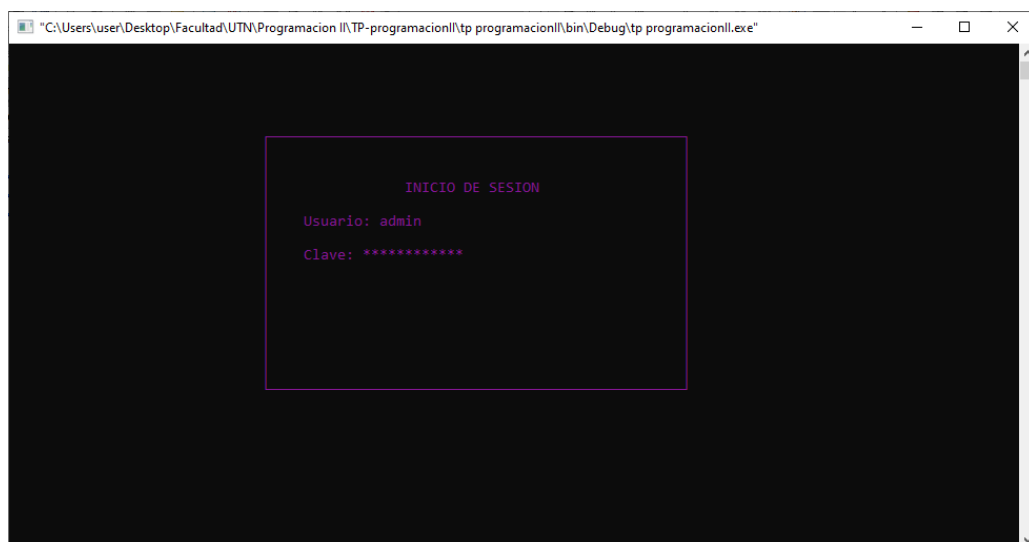 "C:\Users\user\Desktop\Facultad\UTN\Programacion II\TP-programacionII\tp programacionII\bin\Debug\tp programacionII.exe"
INICIO DE SESION
Usuario: admin
Clave: ************